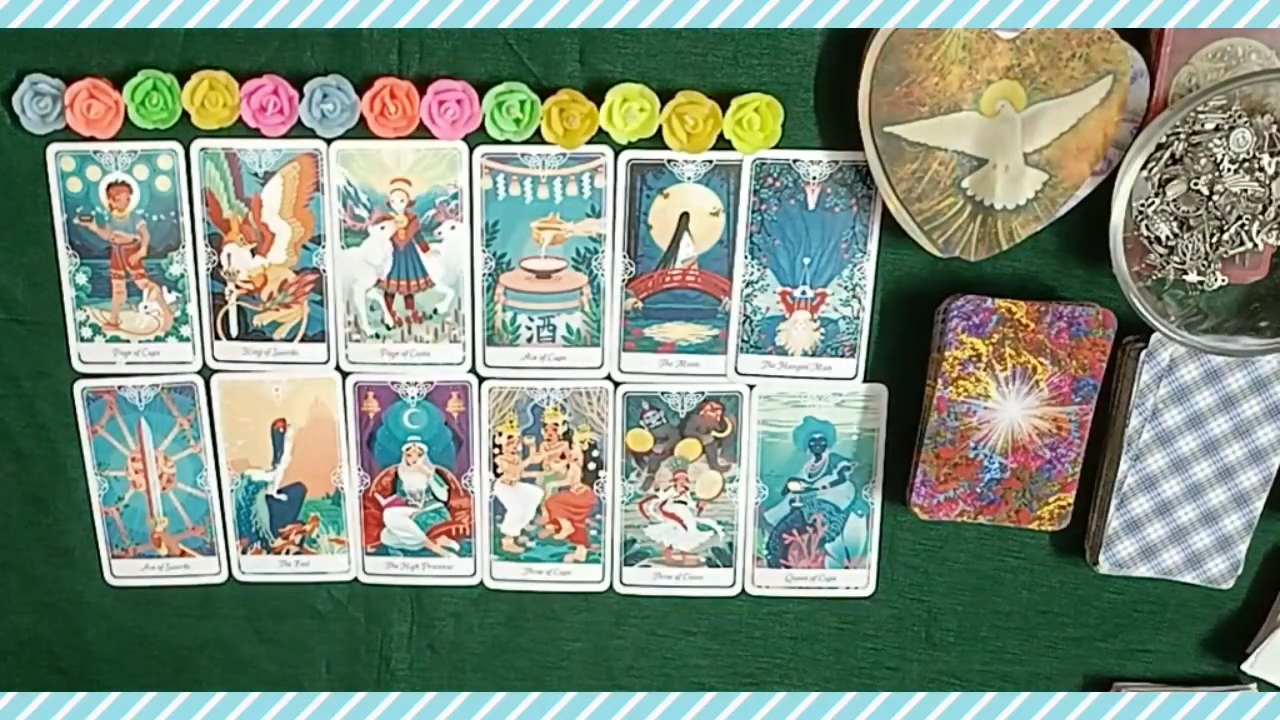 Page of Cups
King of Swords
Page of Coins
Ace of Cups
The Moon
The Hanged Man
酒
Ace of Swords
The Fool
The High Priestess
Three of Cups
Three of Coins
Queen of Cups